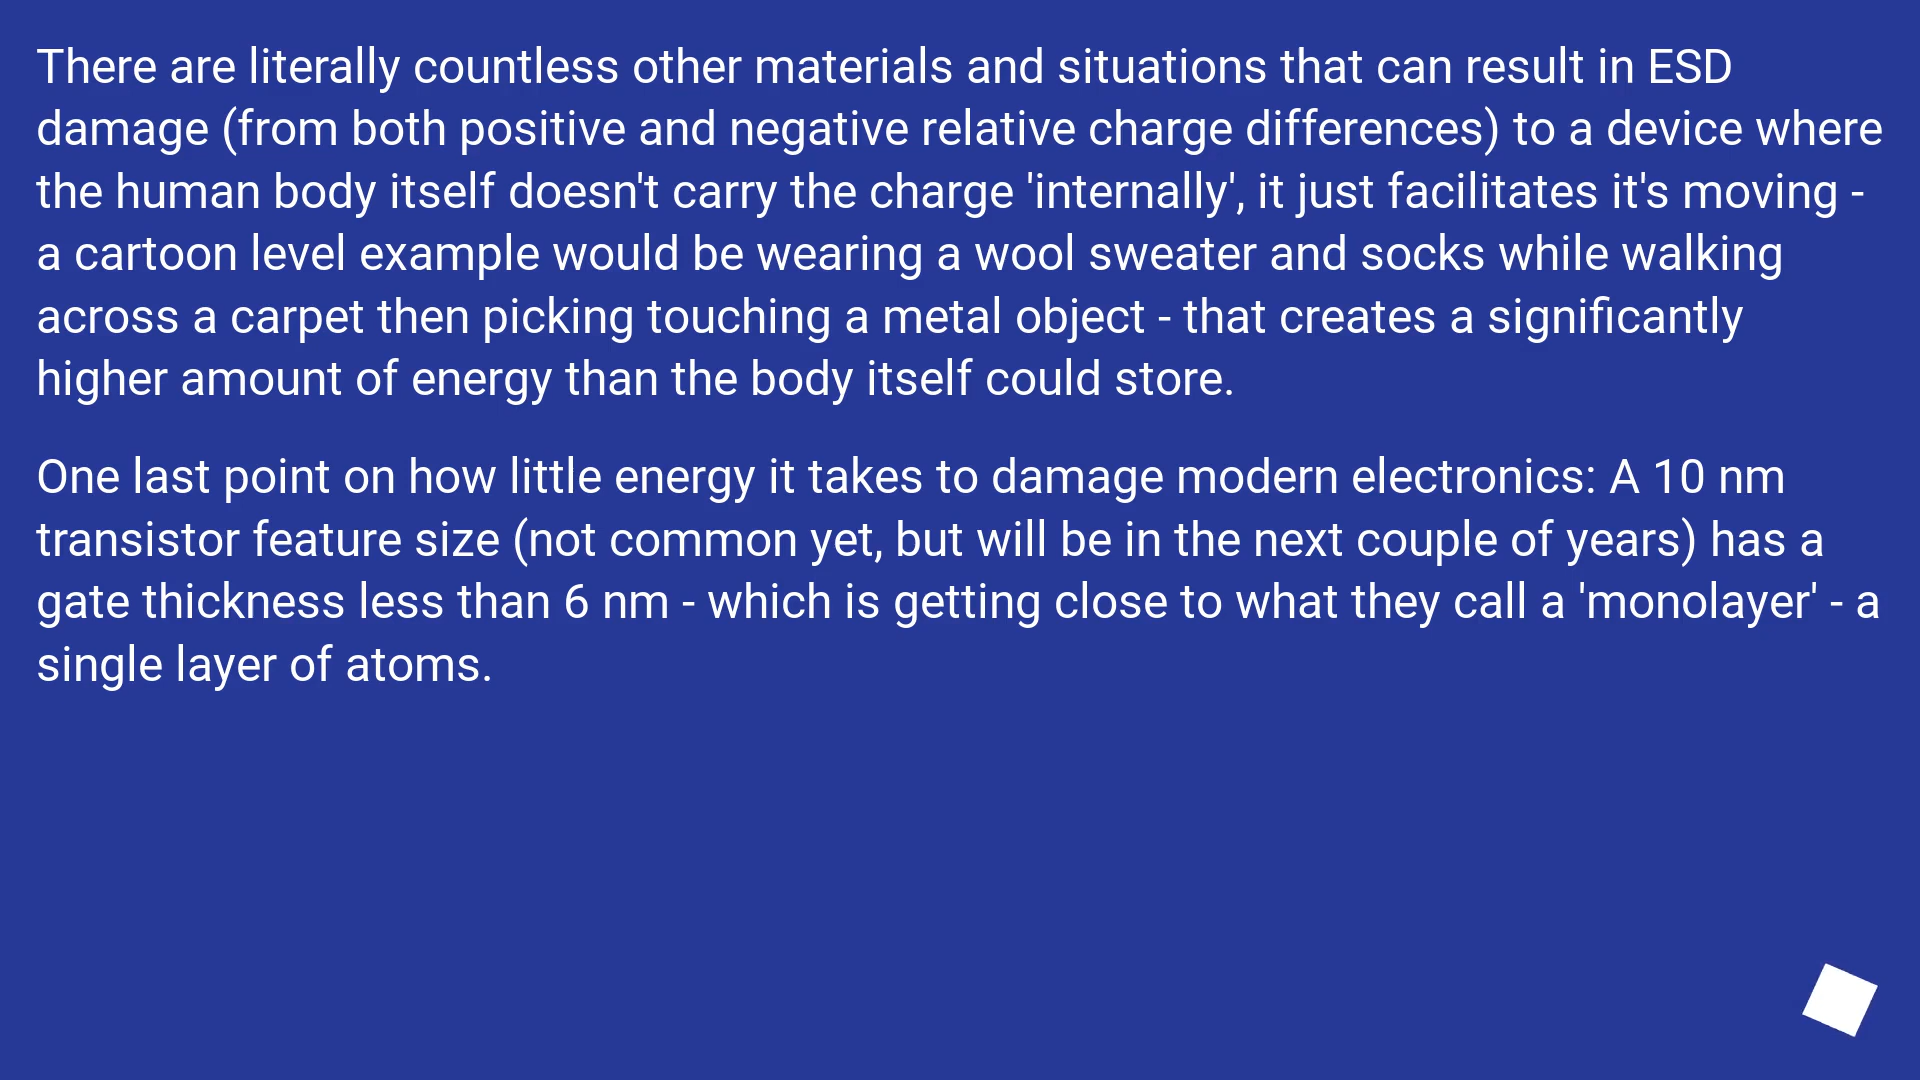 There are literally countless other materials and situations that can result in ESD
damage (from both positive and negative relative charge differences) to a device where
the human body itself doesn't carry the charge 'internally', it just facilitates it's moving -
a cartoon level example would be wearing a wool sweater and socks while walking
across a carpet then picking touching a metal object - that creates a significantly
higher amount of energy than the body itself could store.
One last point on how little energy it takes to damage modern electronics: A 10 nm
transistor feature size (not common yet, but will be in the next couple of years) has a
gate thickness less than 6 nm - which is getting close to what they call a 'monolayer' - a
single layer of atoms.